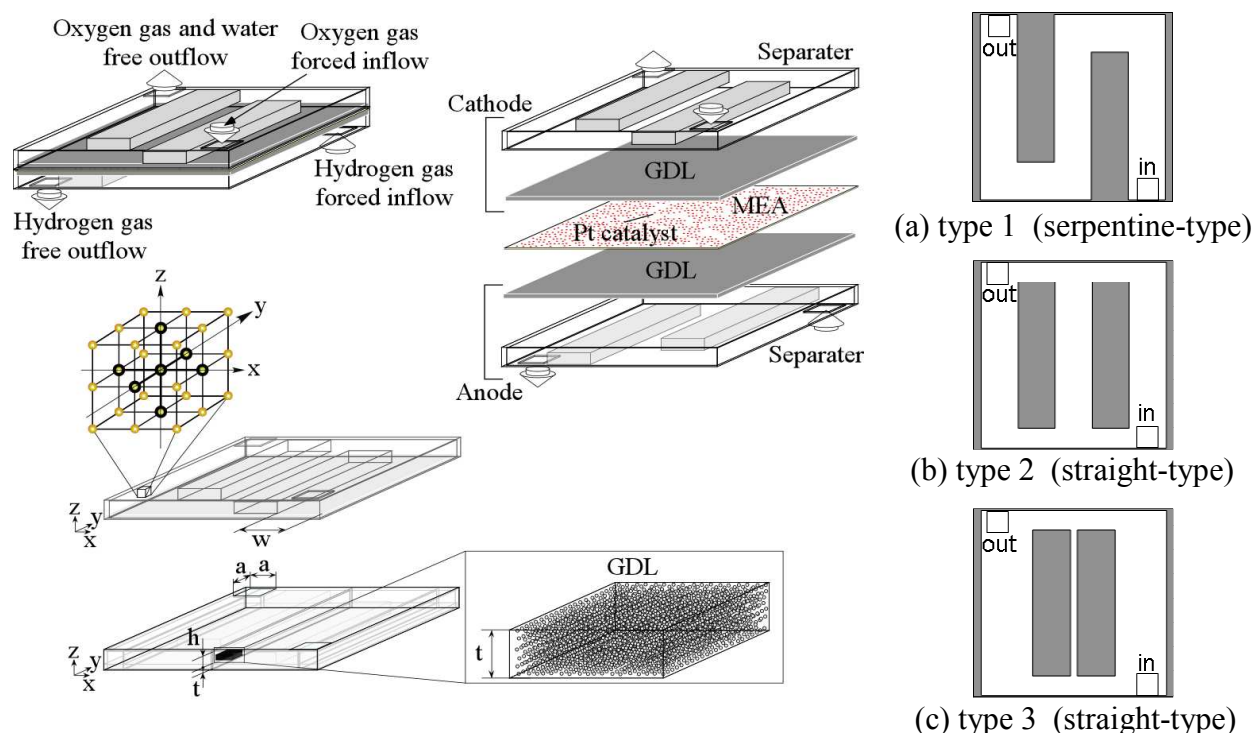 Oxygen gas and water
free outflow
Oxygen gas
forced inflow
Hydrogen gas
forced inflow
Hydrogen gas
free outflow
Separater
Cathode
GDL
MEA
Pt catalyst
GDL
Separater
Anode
z
y
x
z
y
x
w
a a
h
z
y
x
t
GDL
t
out
in
(a) type 1 (serpentine-type)
out
in
(b) type 2 (straight-type)
out
in
(c) type 3 (straight-type)